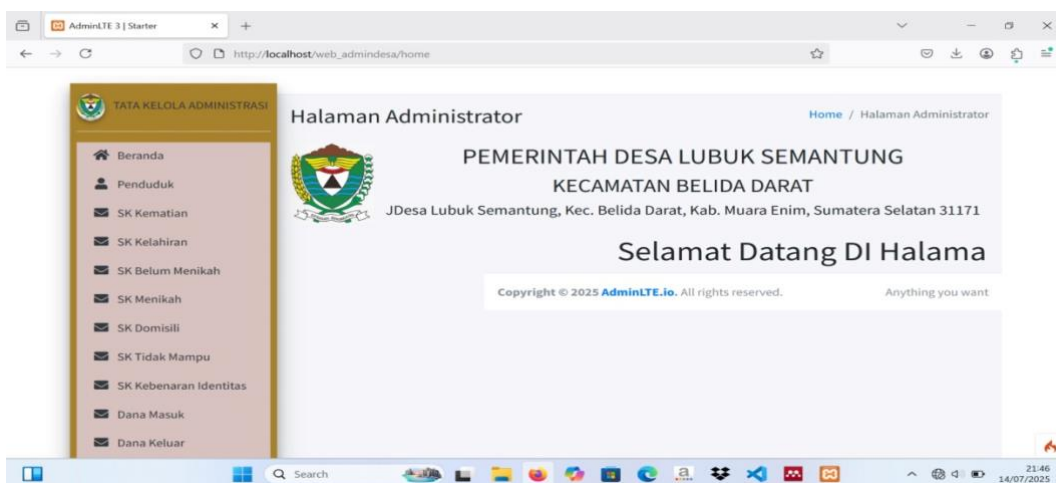 AdminLTE 3 | Starter
http://localhost/web_admindesa/home
TATA KELOLA ADMINISTRASI
Beranda
Penduduk
SK Kematian
SK Kelahiran
SK Belum Menikah
SK Menikah
SK Domisili
SK Tidak Mampu
SK Kebenaran Identitas
Dana Masuk
Dana Keluar
Halaman Administrator
Home / Halaman Administrator
PEMERINTAH DESA LUBUK SEMANTUNG
KECAMATAN BELIDA DARAT
JDesa Lubuk Semantung, Kec. Belida Darat, Kab. Muara Enim, Sumatera Selatan 31171
Selamat Datang DI Halama
Copyright © 2025 AdminLTE.io. All rights reserved.
Anything you want
Search
21:46
14/07/2025